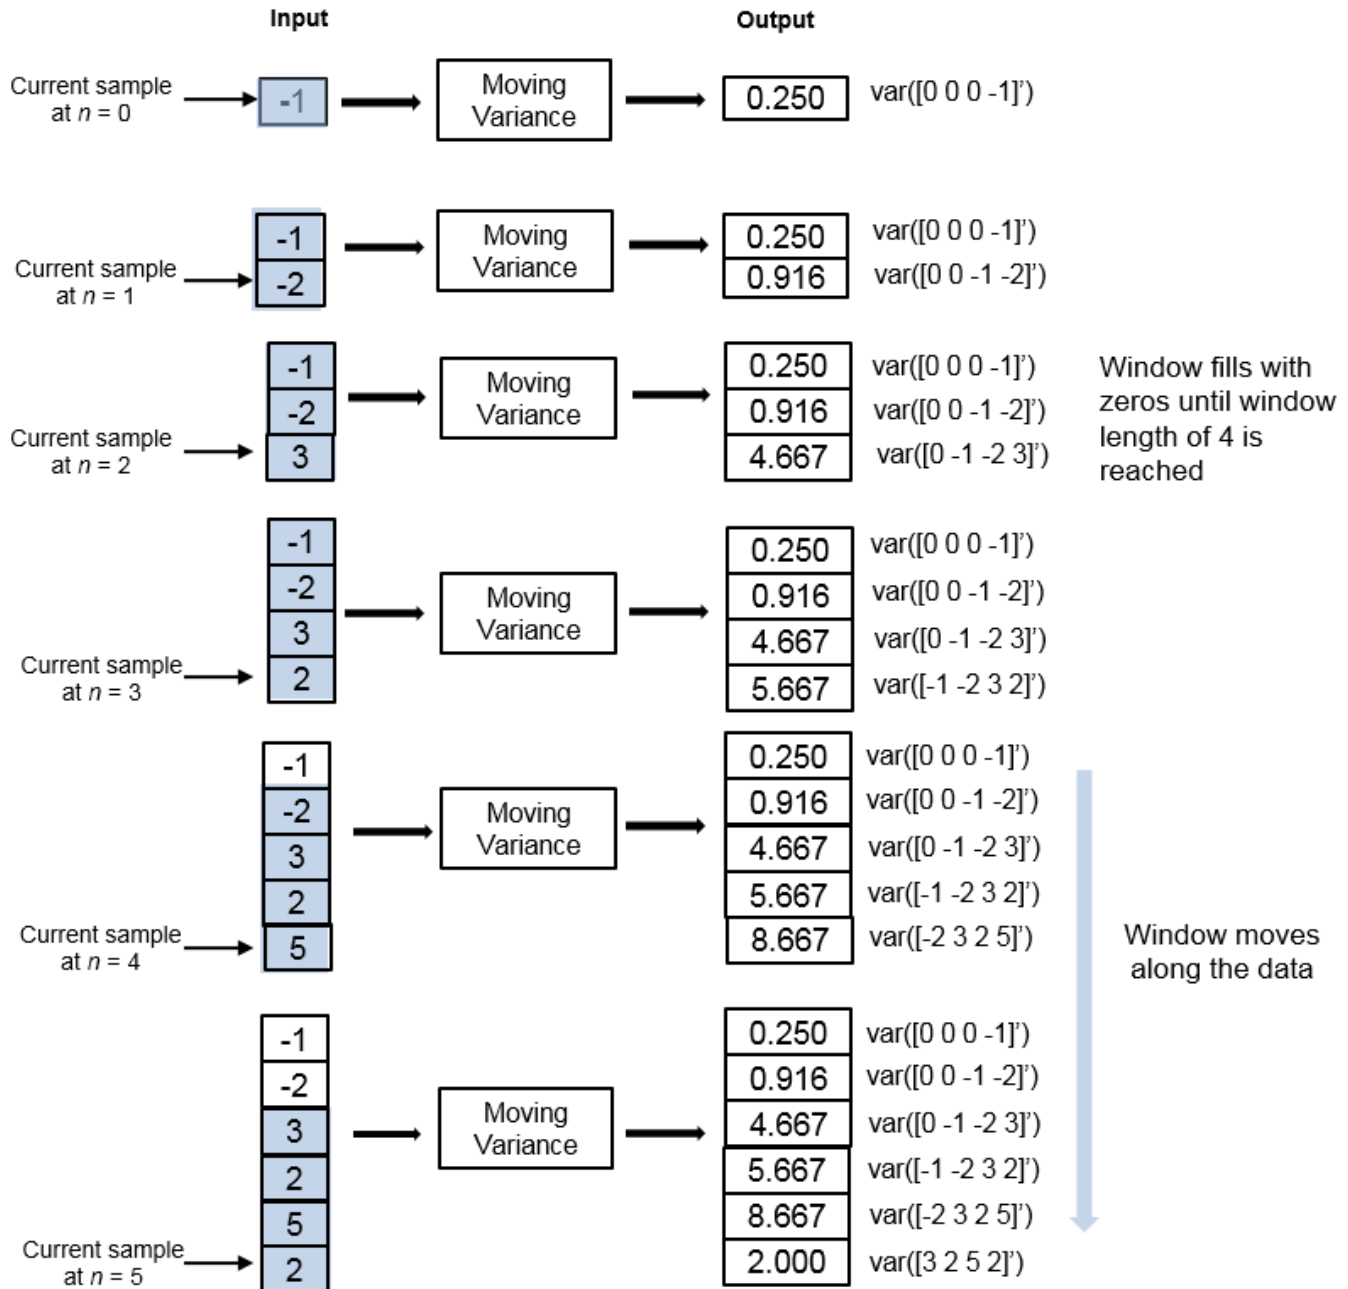 Input
Output
Current sample
at n = 0
-1
Moving
Variance
0.250
var([0 0 0 -1]')
Current sample
at n = 1
-1
-2
Moving
Variance
0.250
0.916
var([0 0 0 -1]')
var([0 0 -1 -2]')
Current sample
at n = 2
-1
-2
3
Moving
Variance
0.250
0.916
4.667
var([0 0 0 -1]')
var([0 0 -1 -2]')
var([0 -1 -2 3]')
Window fills with
zeros until window
length of 4 is
reached
Current sample
at n = 3
-1
-2
3
2
Moving
Variance
0.250
0.916
4.667
5.667
var([0 0 0 -1]')
var([0 0 -1 -2]')
var([0 -1 -2 3]')
var([-1 -2 3 2]')
Current sample
at n = 4
-1
-2
3
2
5
Moving
Variance
0.250
0.916
4.667
5.667
8.667
var([0 0 0 -1]')
var([0 0 -1 -2]')
var([0 -1 -2 3]')
var([-1 -2 3 2]')
var([-2 3 2 5]')
Window moves
along the data
Current sample
at n = 5
-1
-2
3
2
5
2
Moving
Variance
0.250
0.916
4.667
5.667
8.667
2.000
var([0 0 0 -1]')
var([0 0 -1 -2]')
var([0 -1 -2 3]')
var([-1 -2 3 2]')
var([-2 3 2 5]')
var([3 2 5 2]')